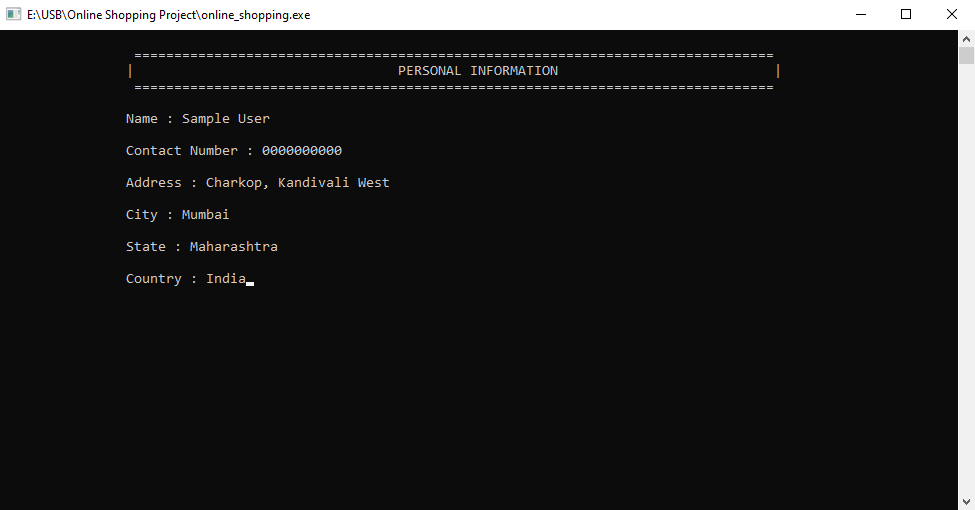 E:\USB\Online Shopping Project\online_shopping.exe
================================================================================
| PERSONAL INFORMATION |
================================================================================
Name : Sample User
Contact Number : 0000000000
Address : Charkop, Kandivali West
City : Mumbai
State : Maharashtra
Country : India